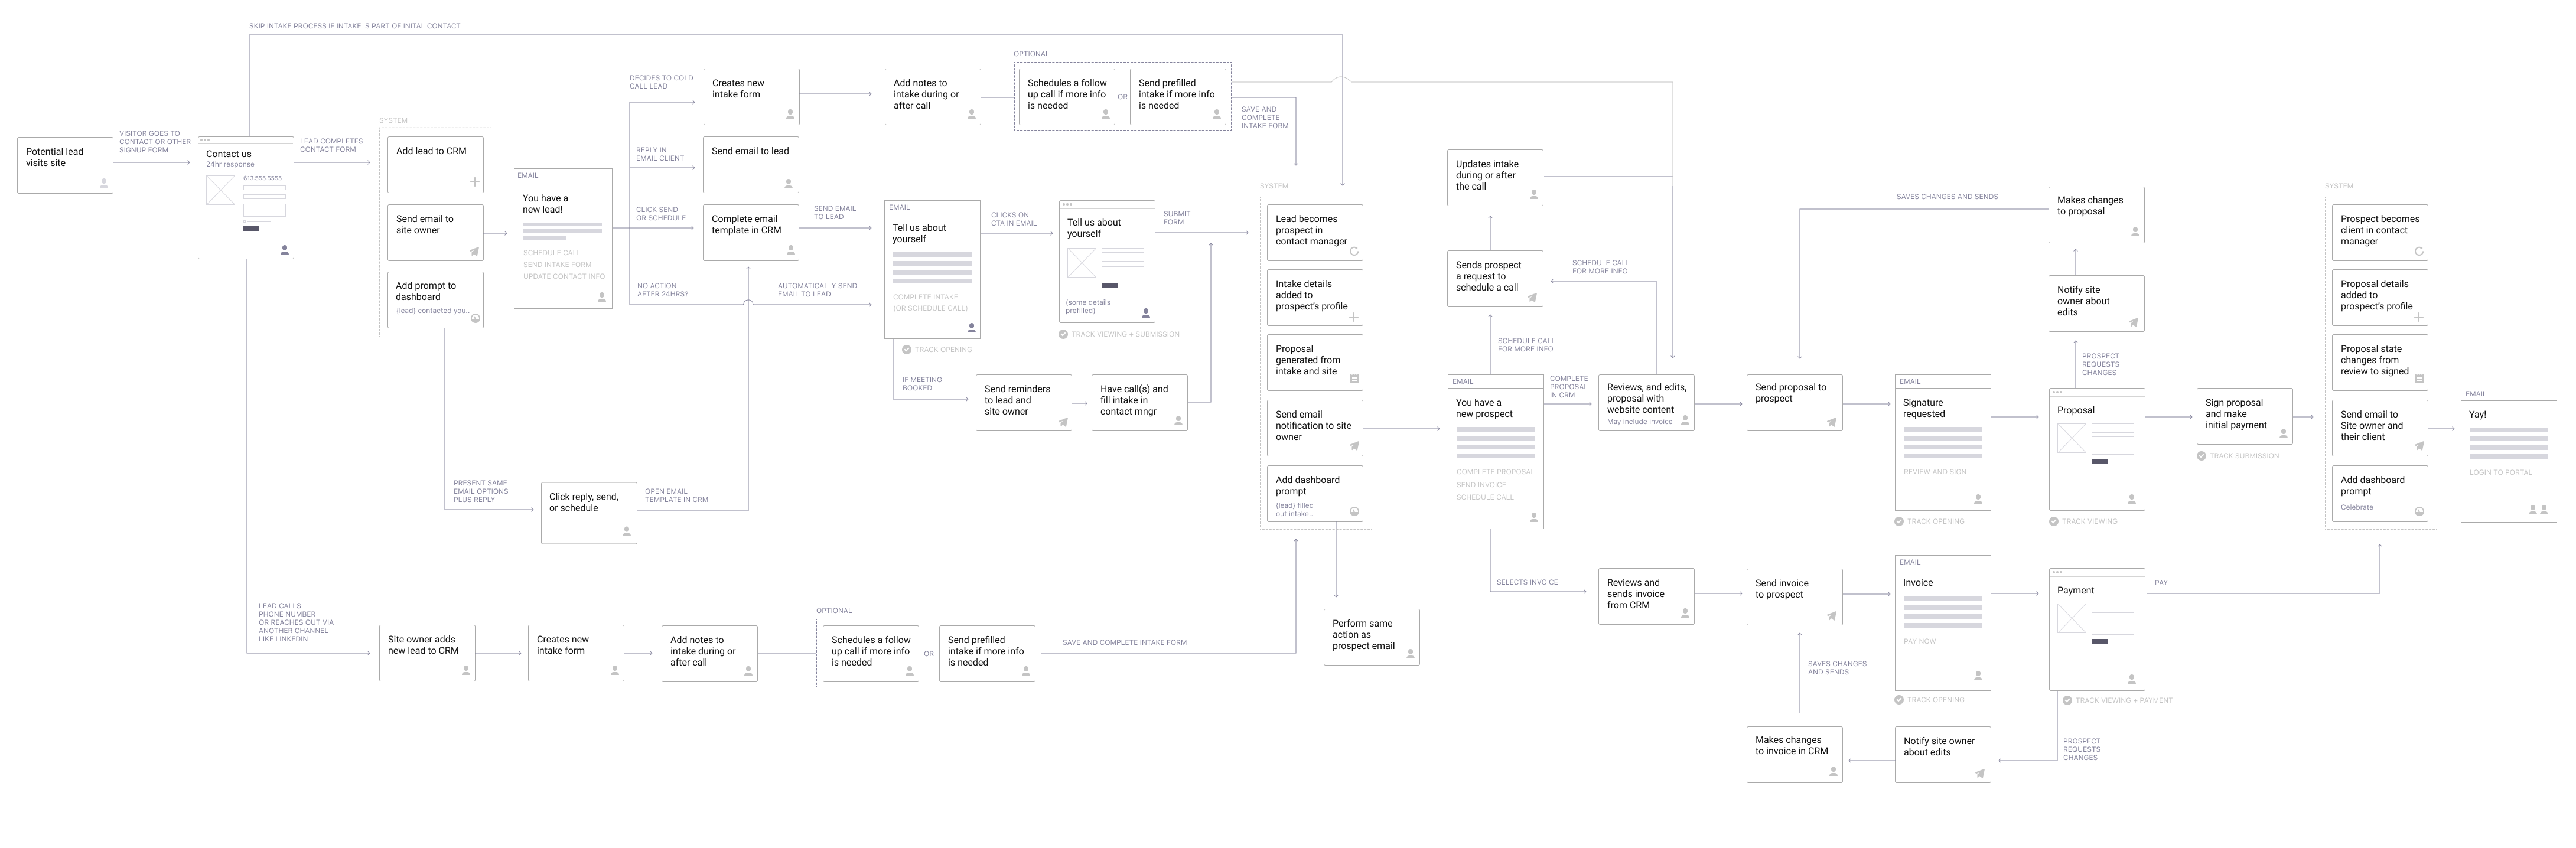 SKIP INTAKE PROCESS IF INTAKE IS PART OF INITAL CONTACT
Potential lead
visits site
VISITOR GOES TO
CONTACT OR OTHER
SIGNUP FORM
Contact us
24hr response
613.555.5555
LEAD COMPLETES
CONTACT FORM
SYSTEM
Add lead to CRM
Send email to
site owner
Add prompt to
dashboard
{lead} contacted you..
EMAIL
You have a
new lead!
SCHEDULE CALL
SEND INTAKE FORM
UPDATE CONTACT INFO
DECIDES TO COLD
CALL LEAD
Creates new
intake form
Add notes to
intake during or
after call
OPTIONAL
Schedules a follow
up call if more info
is needed
OR
Send prefilled
intake if more info
is needed
SAVE AND
COMPLETE
INTAKE FORM
REPLY IN
EMAIL CLIENT
Send email to lead
CLICK SEND
OR SCHEDULE
Complete email
template in CRM
SEND EMAIL
TO LEAD
NO ACTION
AFTER 24HRS?
AUTOMATICALLY SEND
EMAIL TO LEAD
EMAIL
Tell us about
yourself
COMPLETE INTAKE
(OR SCHEDULE CALL)
TRACK OPENING
CLICKS ON
CTA IN EMAIL
Tell us about
yourself
(some details
prefilled)
TRACK VIEWING + SUBMISSION
SUBMIT
FORM
IF MEETING
BOOKED
Send reminders
to lead and
site owner
Have call(s) and
fill intake in
contact mngr
PRESENT SAME
EMAIL OPTIONS
PLUS REPLY
Click reply, send,
or schedule
OPEN EMAIL
TEMPLATE IN CRM
LEAD CALLS
PHONE NUMBER
OR REACHES OUT VIA
ANOTHER CHANNEL
LIKE LINKEDIN
Site owner adds
new lead to CRM
Creates new
intake form
Add notes to
intake during or
after call
OPTIONAL
Schedules a follow
up call if more info
is needed
OR
Send prefilled
intake if more info
is needed
SAVE AND COMPLETE INTAKE FORM
SYSTEM
Lead becomes
prospect in
contact manager
Intake details
added to
prospect's profile
Proposal
generated from
intake and site
Send email
notification to site
owner
Add dashboard
prompt
{lead} filled
out intake..
Perform same
action as
prospect email
Updates intake
during or after
the call
Sends prospect
a request to
schedule a call
SCHEDULE CALL
FOR MORE INFO
SCHEDULE CALL
FOR MORE INFO
EMAIL
You have a
new prospect
COMPLETE PROPOSAL
SEND INVOICE
SCHEDULE CALL
COMPLETE
PROPOSAL
IN CRM
Reviews, and edits,
proposal with
website content
May include invoice
Send proposal to
prospect
SAVES CHANGES AND SENDS
EMAIL
Signature
requested
REVIEW AND SIGN
TRACK OPENING
Makes changes
to proposal
Notify site
owner about
edits
PROSPECT
REQUESTS
CHANGES
Proposal
TRACK VIEWING
Sign proposal
and make
initial payment
TRACK SUBMISSION
SELECTS INVOICE
Reviews and
sends invoice
from CRM
Send invoice
to prospect
EMAIL
Invoice
PAY NOW
TRACK OPENING
Payment
TRACK VIEWING + PAYMENT
PAY
SAVES CHANGES
AND SENDS
Makes changes
to invoice in CRM
Notify site owner
about edits
PROSPECT
REQUESTS
CHANGES
SYSTEM
Prospect becomes
client in contact
manager
Proposal details
added to
prospect's profile
Proposal state
changes from
review to signed
Send email to
Site owner and
their client
Add dashboard
prompt
Celebrate
EMAIL
Yay!
LOGIN TO PORTAL